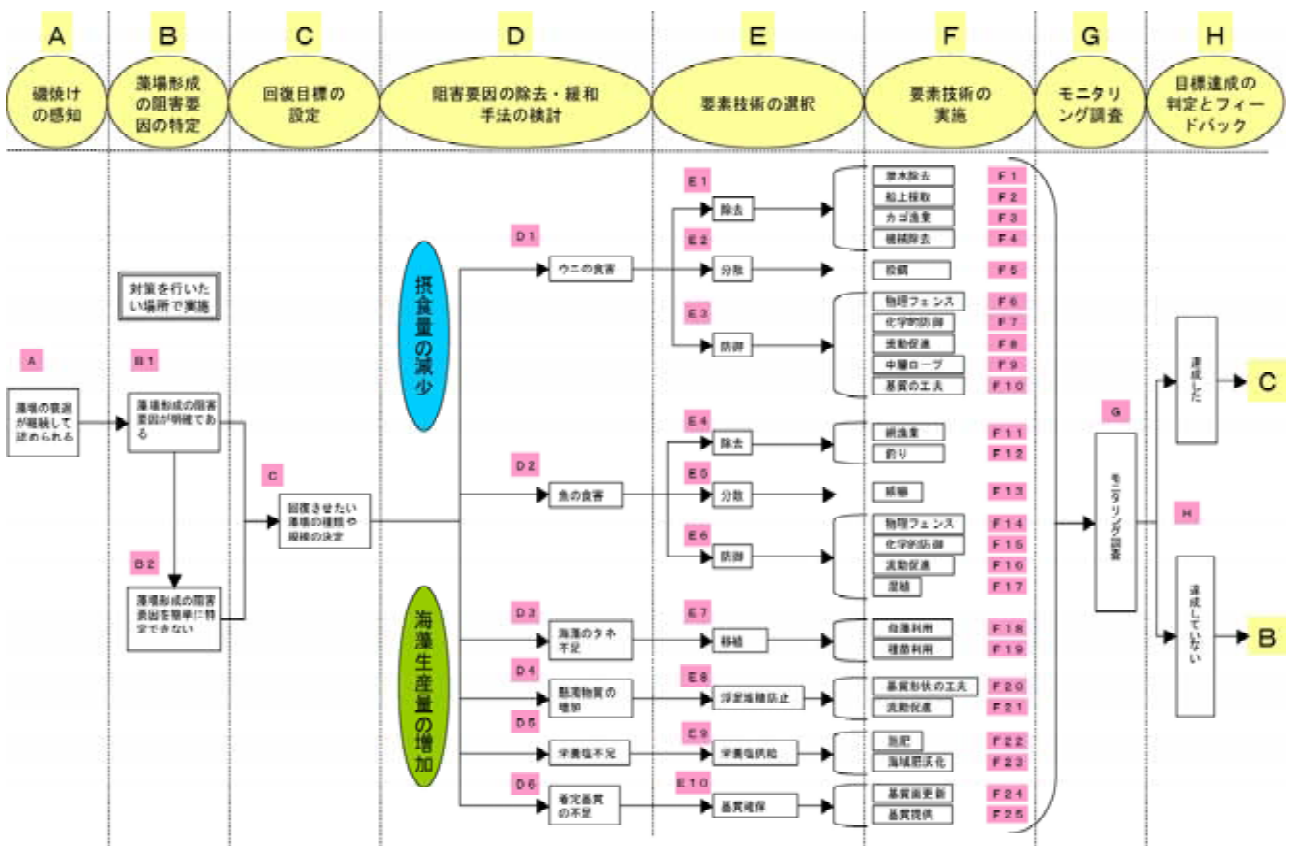 A
B
C
D
E
F
G
H
磯焼け
の感知
藻場形成
の阻害要
因の特定
回復目標の
設定
阻害要因の除去・緩和
手法の検討
要素技術の選択
要素技術の
実施
モニタリ
ング調査
目標達成の
判定とフィー
ドバック
対策を行いた
い場所で実施
A
藻場の衰退
が継続して
認められる
B1
藻場形成の阻害
要因が明確であ
る
B2
藻場形成の阻害
要因を簡単に特
定できない
C
回復させたい
藻場の種類や
規模の決定
摂食量の減少
海藻生産量の増加
D1
ウニの食害
D2
魚の食害
D3
海藻のタネ
不足
D4
懸濁物質の
増加
D5
栄養塩不足
D6
着定基質
の不足
E1
除去
E2
分散
E3
防御
E4
除去
E5
分散
E6
防御
E7
移植
E8
浮泥堆積防止
E9
栄養塩供給
E10
基質確保
潜水除去 F1
船上採取 F2
カゴ漁業 F3
機械除去 F4
F5
物理フェンス F6
化学的防御 F7
流動促進 F8
中層ロープ F9
基質の工夫 F10
網漁業 F11
釣り F12
F13
物理フェンス F14
化学的防御 F15
流動促進 F16
混植 F17
母藻利用 F18
種苗利用 F19
基質形状の工夫 F20
流動促進 F21
施肥 F22
海域肥沃化 F23
基質面更新 F24
基質提供 F25
G
モニタリング調査
H
達成した
C
達成していない
B